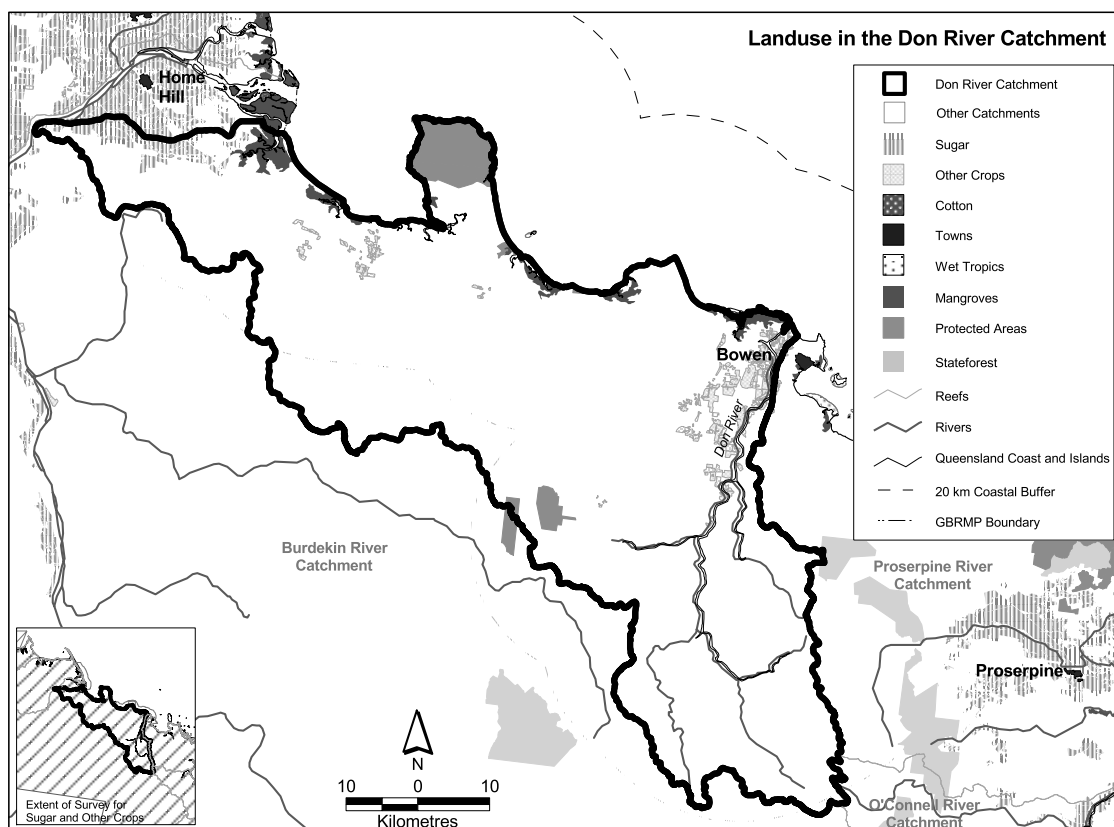 Landuse in the Don River Catchment
Home
Hill
Don River Catchment
Other Catchments
Sugar
Other Crops
Cotton
Towns
Wet Tropics
Mangroves
Protected Areas
Stateforest
Reefs
Rivers
Queensland Coast and Islands
20 km Coastal Buffer
GBRMP Boundary
Bowen
Don River
Burdekin River
Catchment
Proserpine River
Catchment
Proserpine
O'Connell River
Catchment
N
10 0 10
Kilometres
Extent of Survey for
Sugar and Other Crops